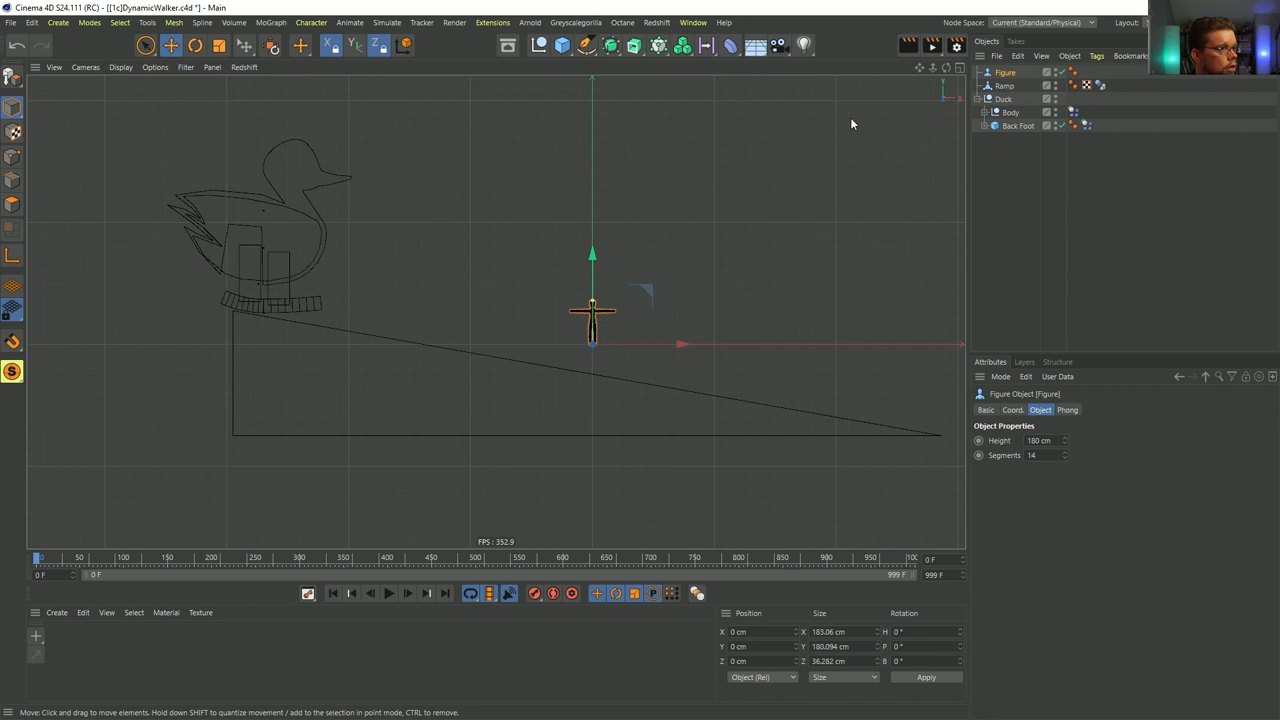 Cinema 4D S24.111 (RC) - [[1c]DynamicWalker.c4d *] - Main
File Edit Create Modes Select Tools Mesh Spline Volume MoGraph Character Animate Simulate Tracker Render Extensions Arnold Greyscalegorilla Octane Redshift Window Help Node Space: Current (Standard/Physical) Layout:
Objects Takes
File Edit View Object Tags Bookmarks
View Cameras Display Options Filter Panel Redshift
Figure
Ramp
Duck
Body
Back Foot
Y
X
Attributes Layers Structure
Mode Edit User Data
Figure Object [Figure]
Basic Coord. Object Phong
Object Properties
Height 180 cm
Segments 14
FPS : 352.9
0 50 100 150 200 250 300 350 400 450 500 550 600 650 700 750 800 850 900 950 0 F
0 F 0 F 999 F 999 F
Create Edit View Select Material Texture
Position Size Rotation
X 0 cm X 183.06 cm H 0 °
Y 0 cm Y 180.094 cm P 0 °
Z 0 cm Z 36.282 cm B 0 °
Object (Rel) Size Apply
Move: Click and drag to move elements. Hold down SHIFT to quantize movement / add to the selection in point mode, CTRL to remove.